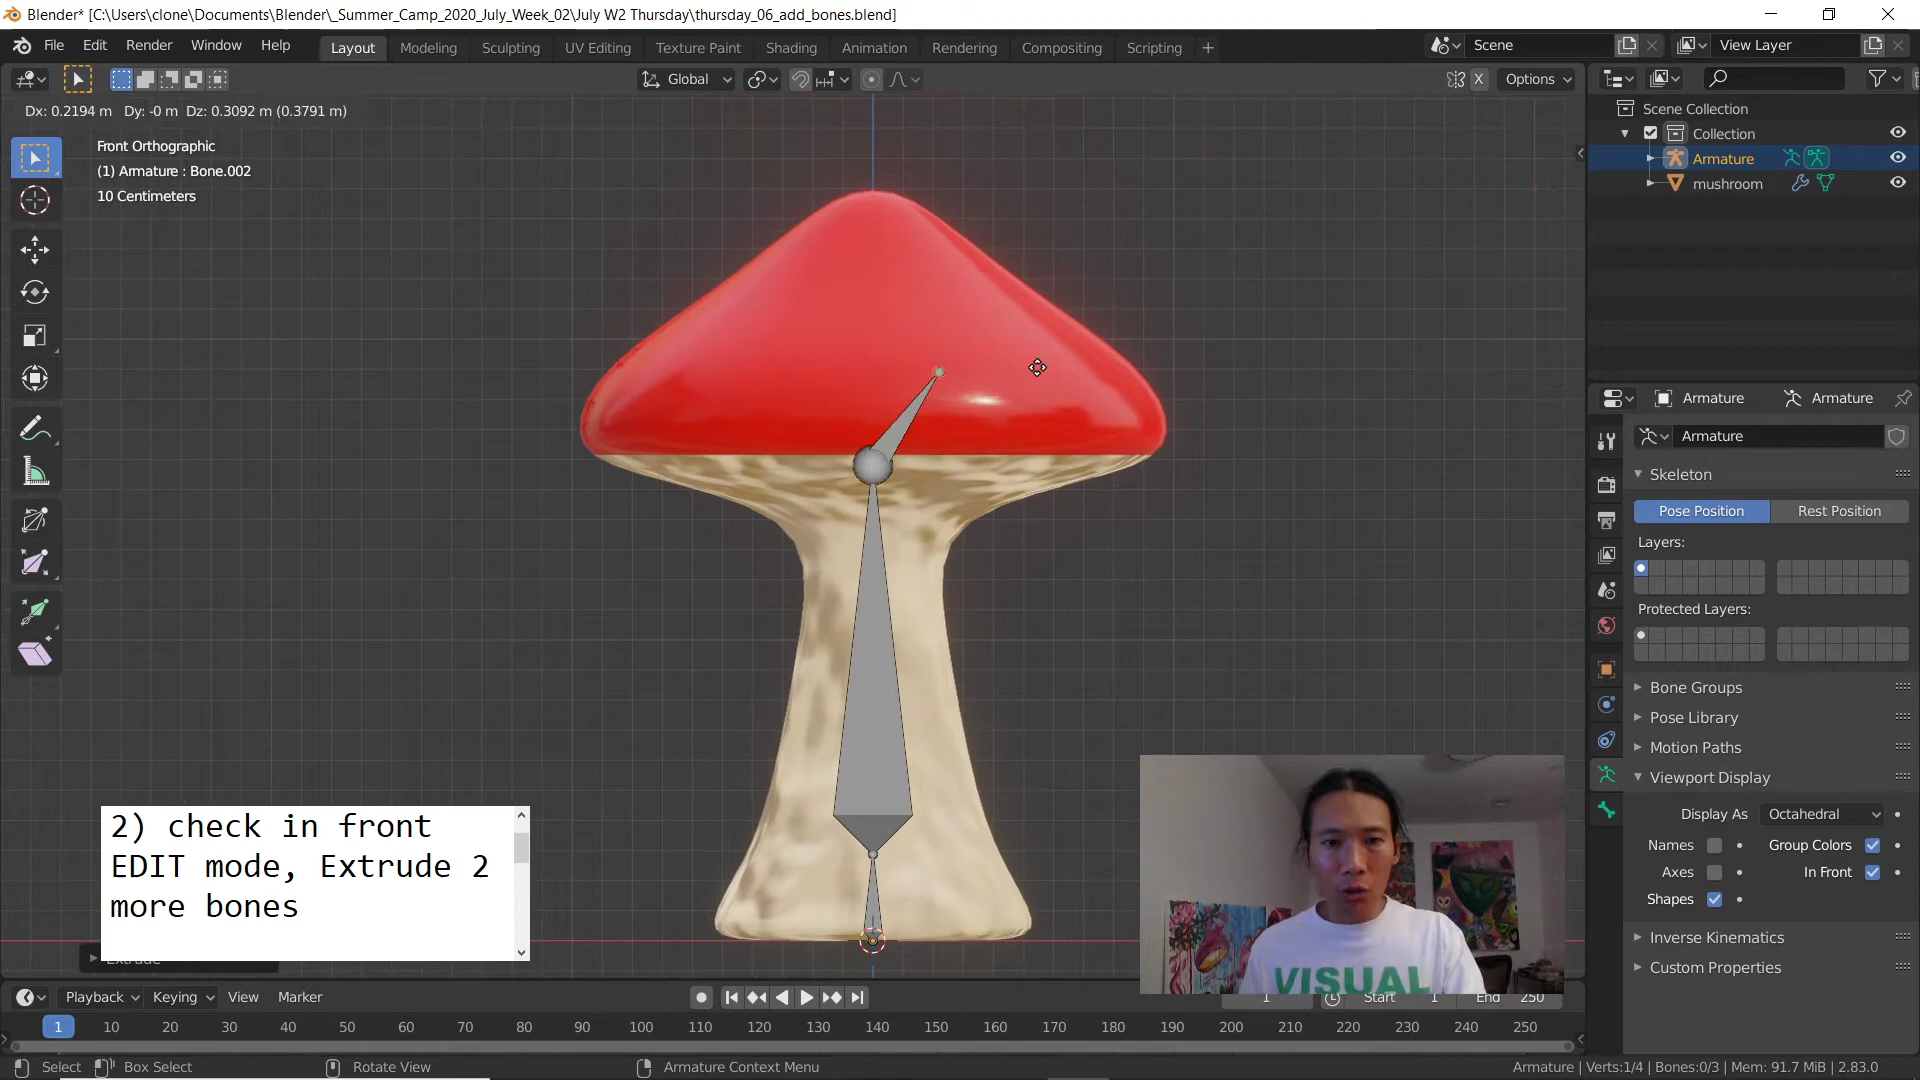 Blender* [C:\Users\clone\Documents\Blender\_Summer_Camp_2020_July_Week_02\July W2 Thursday\thursday_06_add_bones.blend]
File Edit Render Window Help Layout Modeling Sculpting UV Editing Texture Paint Shading Animation Rendering Compositing Scripting + Scene View Layer
Global X Options
Dx: 0.2194 m Dy: -0 m Dz: 0.3092 m (0.3791 m)
Front Orthographic
(1) Armature : Bone.002
10 Centimeters
Scene Collection
Collection
Armature
mushroom
Armature Armature
Armature
Skeleton
Pose Position Rest Position
Layers:
Protected Layers:
Bone Groups
Pose Library
Motion Paths
Viewport Display
Display As Octahedral
Names Group Colors
Axes In Front
Shapes
Inverse Kinematics
Custom Properties
2) check in front
EDIT mode, Extrude 2
more bones
Extrude
VISUAL
Playback Keying View Marker 1 Start 1 End 250
1 10 20 30 40 50 60 70 80 90 100 110 120 130 140 150 160 170 180 190 200 210 220 230 240 250
Select Box Select Rotate View Armature Context Menu Armature | Verts:1/4 | Bones:0/3 | Mem: 91.7 MiB | 2.83.0